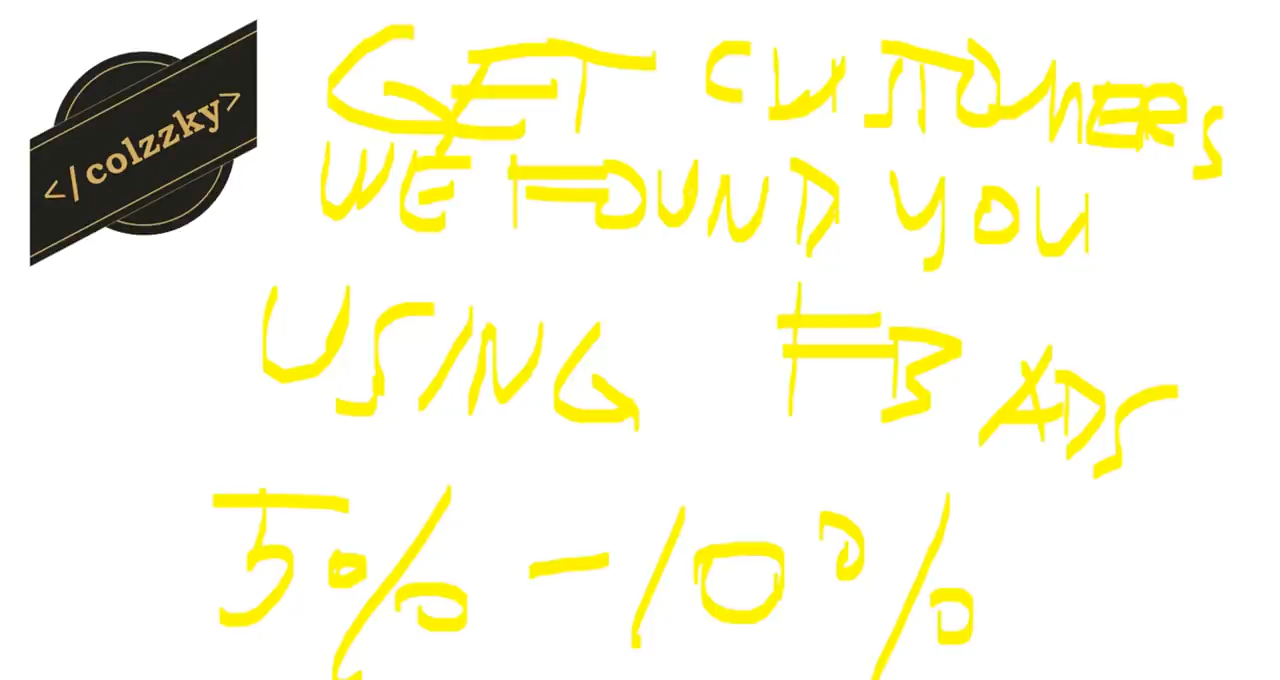 </colzzky>
GET CUSTOMERS
WE FOUND YOU
USING FB ADS
5% - 10%